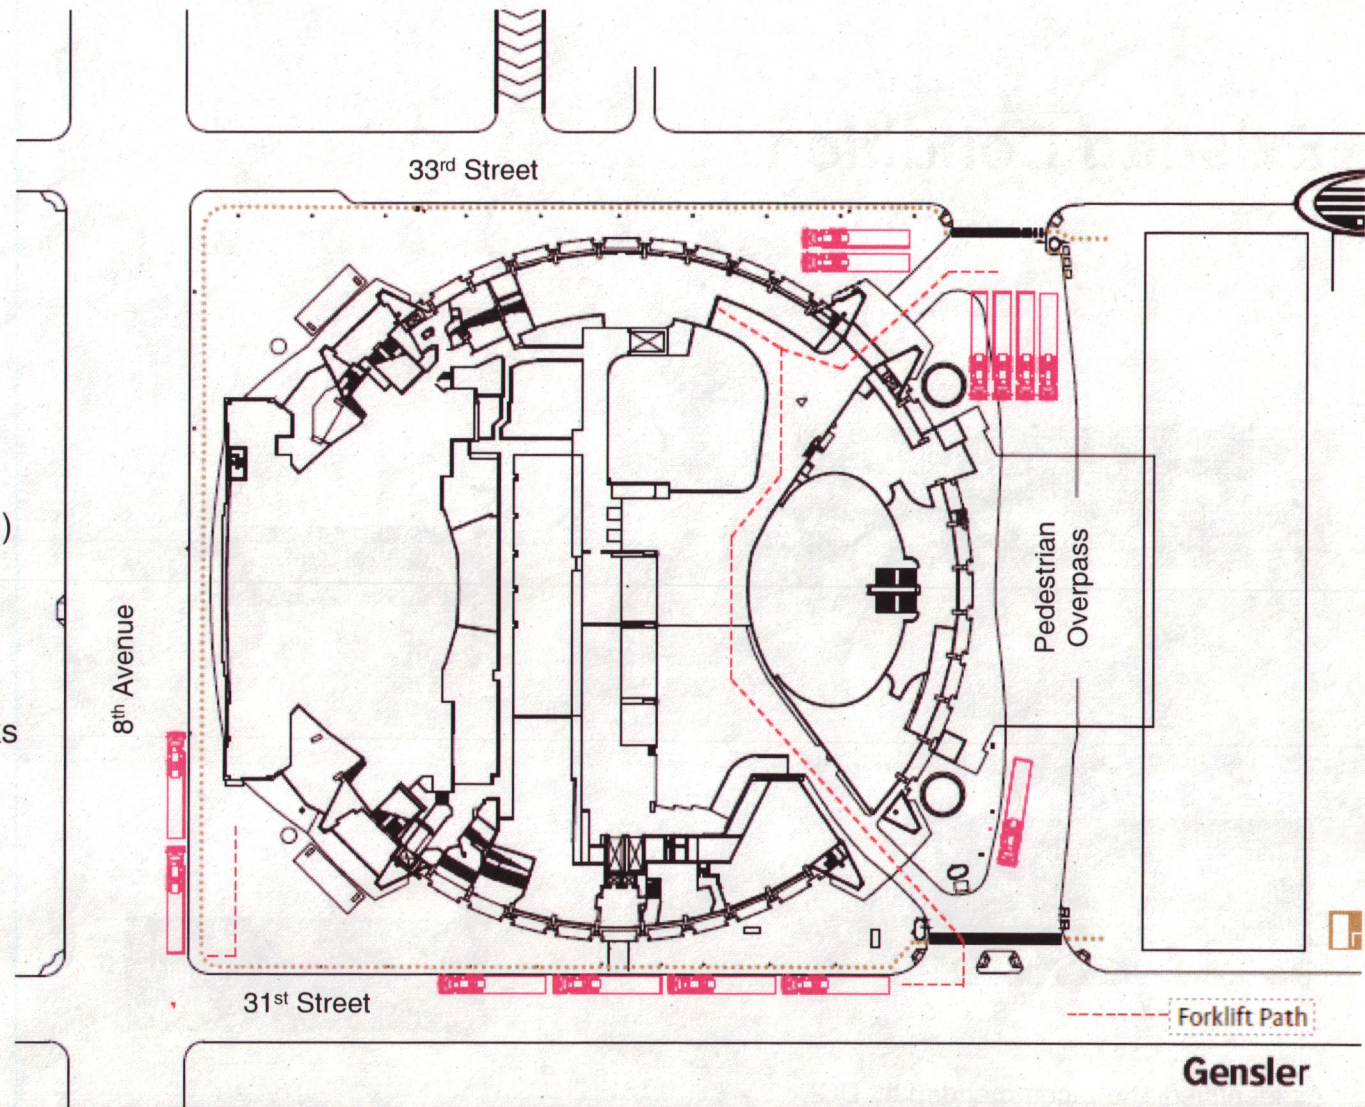 33rd Street
)
Pedestrian
Overpass
8th Avenue
s
31st Street
Forklift Path
Gensler